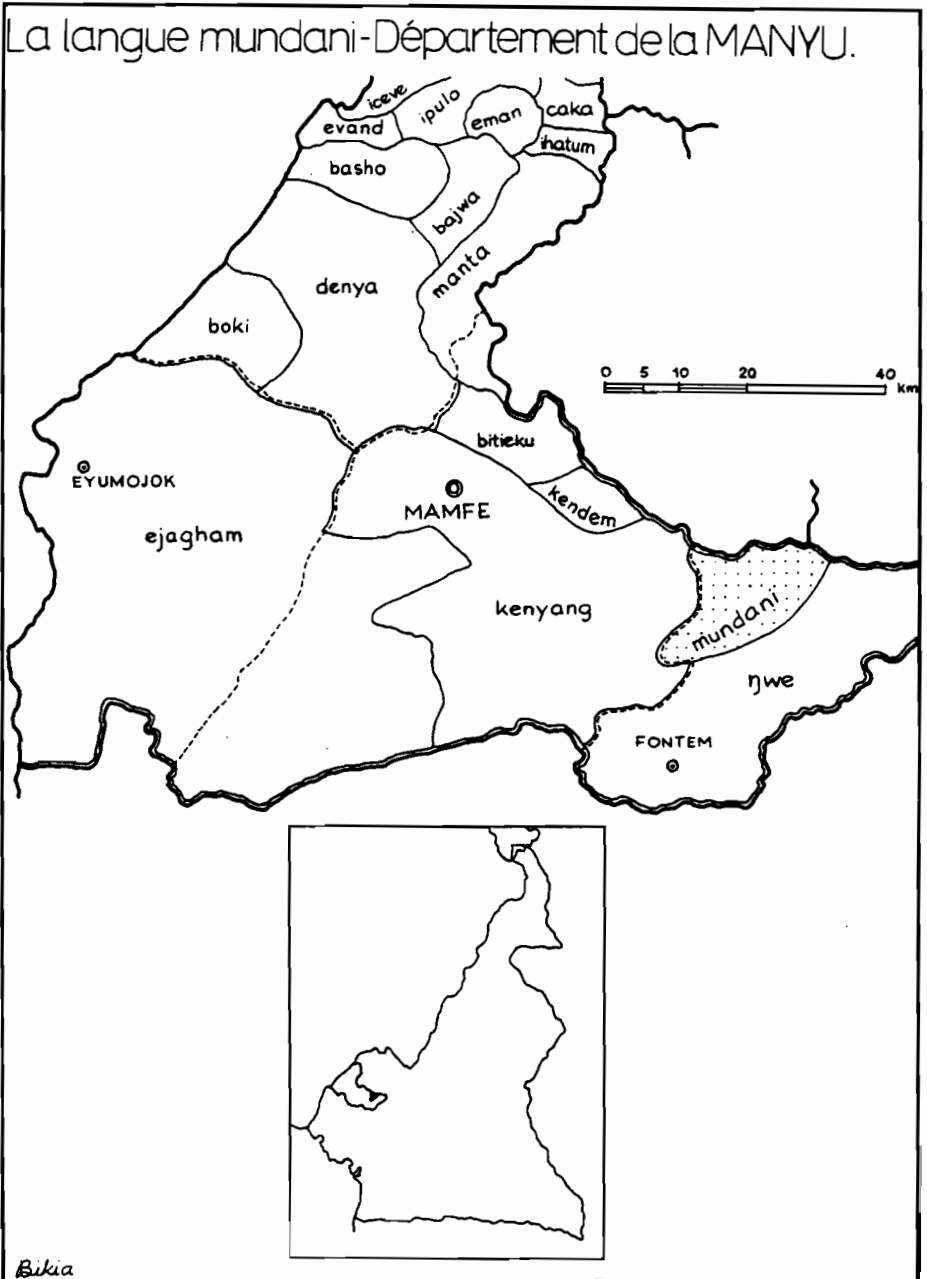 La langue mundani-Département de la MANYU.
iceve
ipulo
eman
caka
evand
ihatum
basho
bajwa
manta
denya
boki
0 5 10 20 40 km
bitieku
EYUMOJOK
MAMFE
kendem
ejagham
kenyang
mundani
ŋwe
FONTEM
Bikia